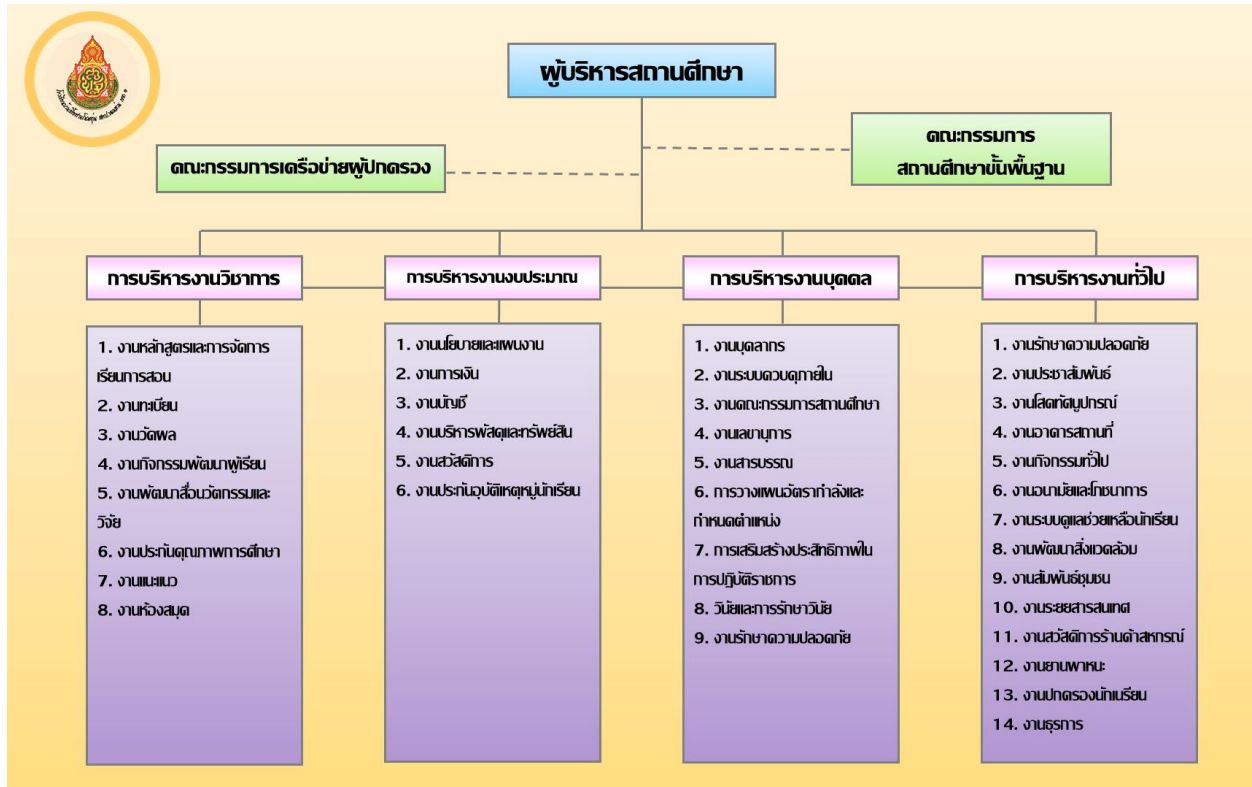 ผู้บริหารสถานศึกษา
คณะกรรมการเครือข่ายผู้ปกครอง
คณะกรรมการ
สถานศึกษาขั้นพื้นฐาน
การบริหารงานวิชาการ
1. งานหลักสูตรและการจัดการ
เรียนการสอน
2. งานทะเบียน
3. งานวัดผล
4. งานกิจกรรมพัฒนาผู้เรียน
5. งานพัฒนาสื่อนวัตกรรมและ
วิจัย
6. งานประกันคุณภาพการศึกษา
7. งานแนะแนว
8. งานห้องสมุด
การบริหารงานงบประมาณ
1. งานนโยบายและแผนงาน
2. งานการเงิน
3. งานบัญชี
4. งานบริหารพัสดุและทรัพย์สิน
5. งานสวัสดิการ
6. งานประกันอุบัติเหตุหมู่นักเรียน
การบริหารงานบุคคล
1. งานบุคลากร
2. งานระบบควบคุภายใน
3. งานคณะกรรมการสถานศึกษา
4. งานเลขานุการ
5. งานสารบรรณ
6. การวางแผนอัตรากำลังและ
กำหนดตำแหน่ง
7. การเสริมสร้างประสิทธิภาพใน
การปฏิบัติราชการ
8. วินัยและการรักษาวินัย
9. งานรักษาความปลอดภัย
การบริหารงานทั่วไป
1. งานรักษาความปลอดภัย
2. งานประชาสัมพันธ์
3. งานโสตทัศนูปกรณ์
4. งานอาคารสถานที่
5. งานกิจกรรมทั่วไป
6. งานอนามัยและโภชนาการ
7. งานระบบดูแลช่วยเหลือนักเรียน
8. งานพัฒนาสิ่งแวดล้อม
9. งานสัมพันธ์ชุมชน
10. งานระยยสารสนเทศ
11. งานสวัสดิการร้านค้าสหกรณ์
12. งานยานพาหนะ
13. งานปกครองนักเนรียน
14. งานธุรการ